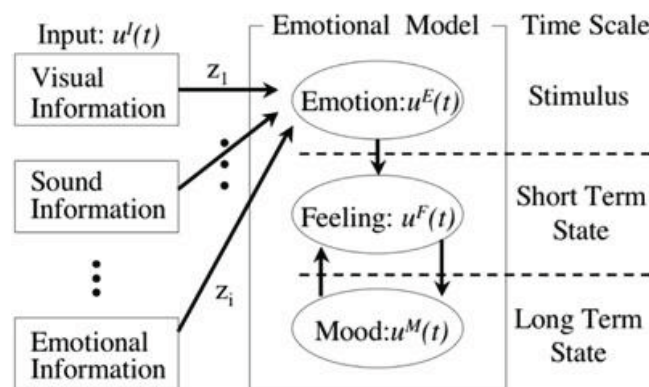 Input: u^I(t)
Emotional Model
Time Scale
Visual
Information
z_1
Emotion:u^E(t)
Stimulus
Sound
Information
Feeling: u^F(t)
Short Term
State
z_i
Emotional
Information
Mood:u^M(t)
Long Term
State